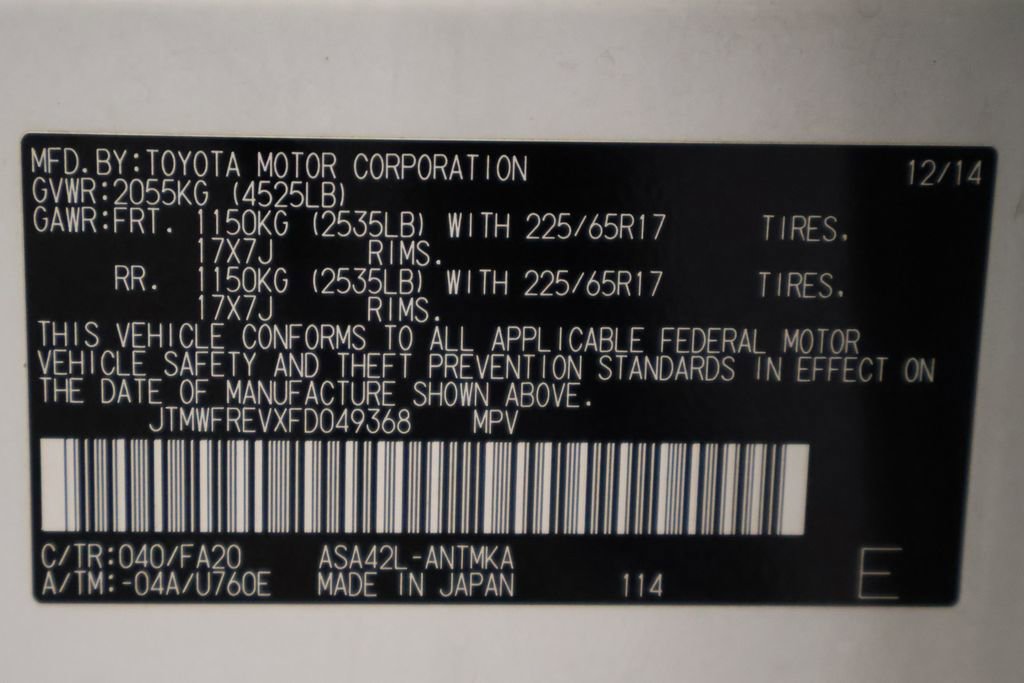 MFD. BY: TOYOTA MOTOR CORPORATION 12/14
GVWR: 2055KG (4525LB)
GAWR: FRT. 1150KG (2535LB) WITH 225/65R17 TIRES.
17X7J RIMS.
RR. 1150KG (2535LB) WITH 225/65R17 TIRES.
17X7J RIMS.
THIS VEHICLE CONFORMS TO ALL APPLICABLE FEDERAL MOTOR
VEHICLE SAFETY AND THEFT PREVENTION STANDARDS IN EFFECT ON
THE DATE OF MANUFACTURE SHOWN ABOVE.
JTMWFREVXFD049368 MPV
C/TR: 040/FA20 ASA42L-ANTMKA
A/TM: -04A/U760E MADE IN JAPAN 114 E